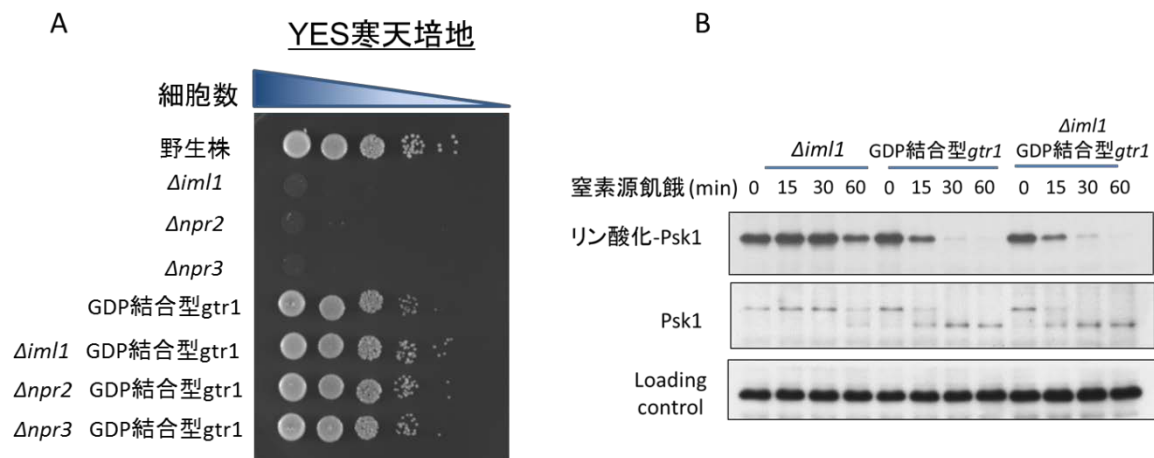 A
YES寒天培地
細胞数
野生株
Δiml1
Δnpr2
Δnpr3
GDP結合型gtr1
Δiml1 GDP結合型gtr1
Δnpr2 GDP結合型gtr1
Δnpr3 GDP結合型gtr1
B
Δiml1 GDP結合型gtr1 Δiml1
GDP結合型gtr1
窒素源飢餓(min) 0 15 30 60 0 15 30 60 0 15 30 60
リン酸化-Psk1
Psk1
Loading
control